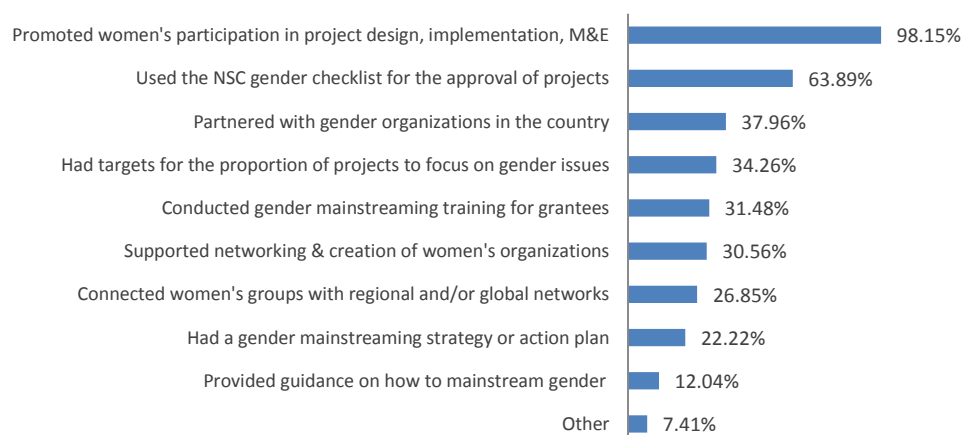 Promoted women's participation in project design, implementation, M&E 98.15%
Used the NSC gender checklist for the approval of projects 63.89%
Partnered with gender organizations in the country 37.96%
Had targets for the proportion of projects to focus on gender issues 34.26%
Conducted gender mainstreaming training for grantees 31.48%
Supported networking & creation of women's organizations 30.56%
Connected women's groups with regional and/or global networks 26.85%
Had a gender mainstreaming strategy or action plan 22.22%
Provided guidance on how to mainstream gender 12.04%
Other 7.41%